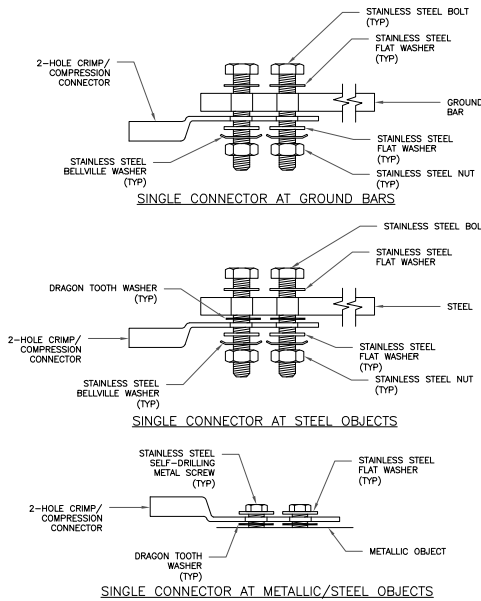 STAINLESS STEEL BOLT
(TYP)
STAINLESS STEEL
FLAT WASHER
(TYP)
2-HOLE CRIMP/
COMPRESSION
CONNECTOR
GROUND
BAR
STAINLESS STEEL
FLAT WASHER
(TYP)
STAINLESS STEEL
BELLVILLE WASHER
(TYP)
STAINLESS STEEL NUT
(TYP)
SINGLE CONNECTOR AT GROUND BARS
STAINLESS STEEL BOL
STAINLESS STEEL
FLAT WASHER
DRAGON TOOTH WASHER
(TYP)
STEEL
2-HOLE CRIMP/
COMPRESSION
CONNECTOR
STAINLESS STEEL
FLAT WASHER
(TYP)
STAINLESS STEEL
BELLVILLE WASHER
(TYP)
STAINLESS STEEL NUT
(TYP)
SINGLE CONNECTOR AT STEEL OBJECTS
STAINLESS STEEL
SELF-DRILLING
METAL SCREW
(TYP)
STAINLESS STEEL
FLAT WASHER
(TYP)
2-HOLE CRIMP/
COMPRESSION
CONNECTOR
DRAGON TOOTH
WASHER
(TYP)
METALLIC OBJECT
SINGLE CONNECTOR AT METALLIC/STEEL OBJECTS